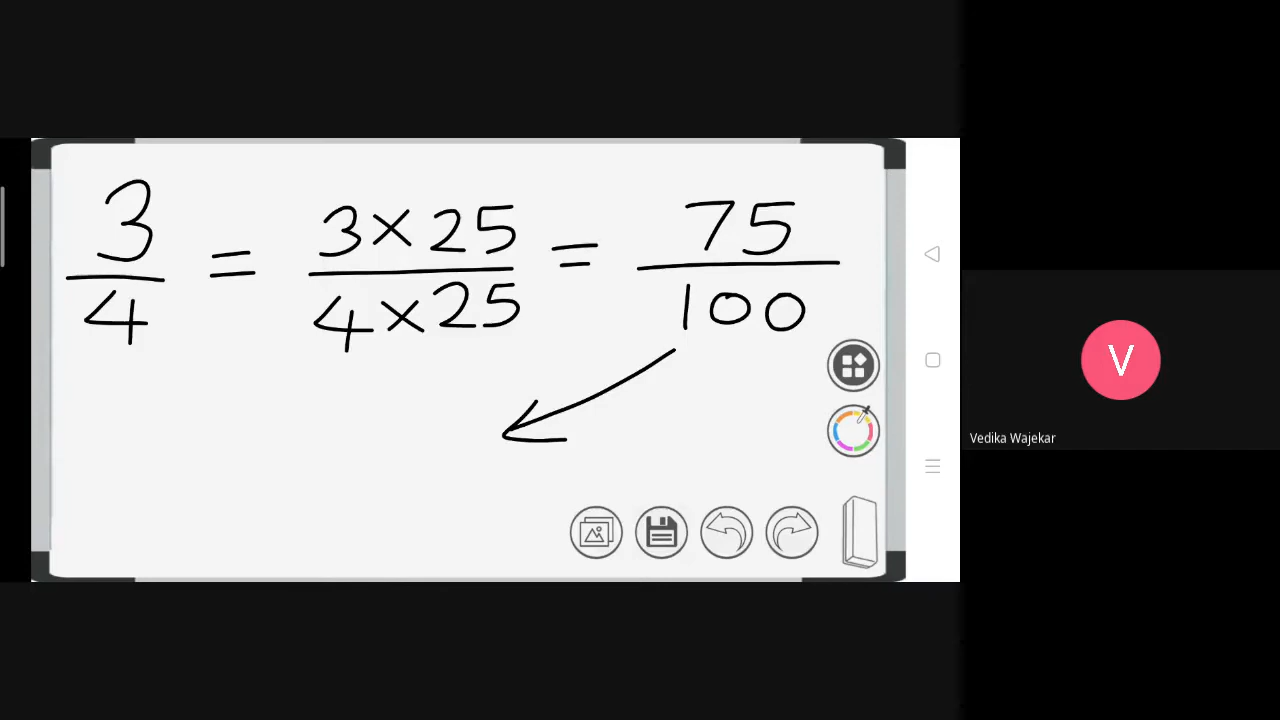 3/4 = 3×25/4×25 = 75/100
V
Vedika Wajekar